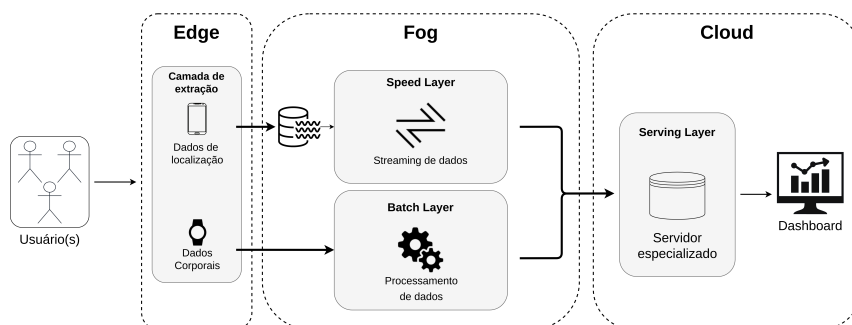 Edge
Fog
Cloud
Camada de
extração
Dados de
localização
Dados
Corporais
Usuário(s)
Speed Layer
Streaming de dados
Batch Layer
Processamento
de dados
Serving Layer
Servidor
especializado
Dashboard